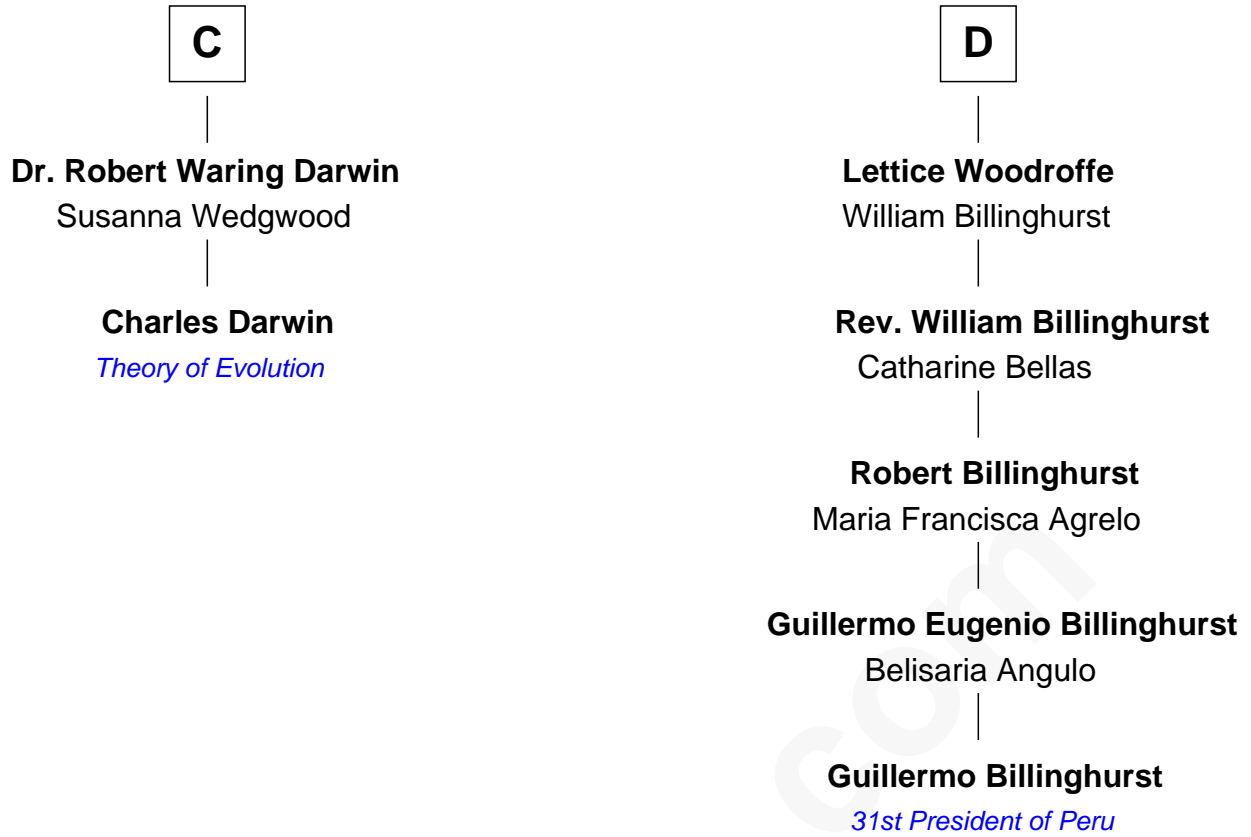 C
Dr. Robert Waring Darwin
Susanna Wedgwood
Charles Darwin
Theory of Evolution
D
Lettice Woodroffe
William Billinghurst
Rev. William Billinghurst
Catharine Bellas
Robert Billinghurst
Maria Francisca Agrelo
Guillermo Eugenio Billinghurst
Belisaria Angulo
Guillermo Billinghurst
31st President of Peru
com